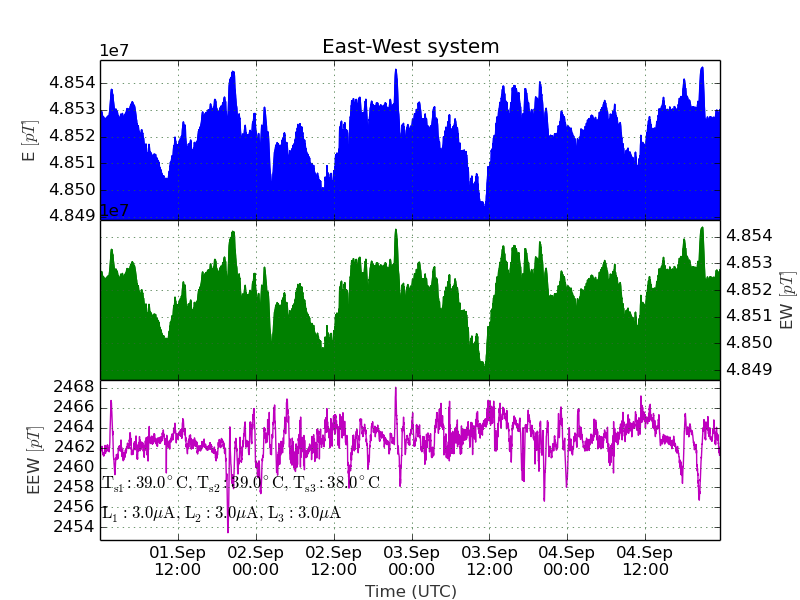 East-West system
1e7
4.854
4.853
4.852
4.851
4.850
4.849
E [pT]
1e7
4.854
4.853
4.852
4.851
4.850
4.849
EW [pT]
2468
2466
2464
2462
2460
2458
2456
2454
EEW [pT]
T_s1 : 39.0°C, T_s2 : 39.0°C, T_s3 : 38.0°C
L_1 : 3.0μA, L_2 : 3.0μA, L_3 : 3.0μA
01.Sep 02.Sep 02.Sep 03.Sep 03.Sep 04.Sep 04.Sep
12:00 00:00 12:00 00:00 12:00 00:00 12:00
Time (UTC)